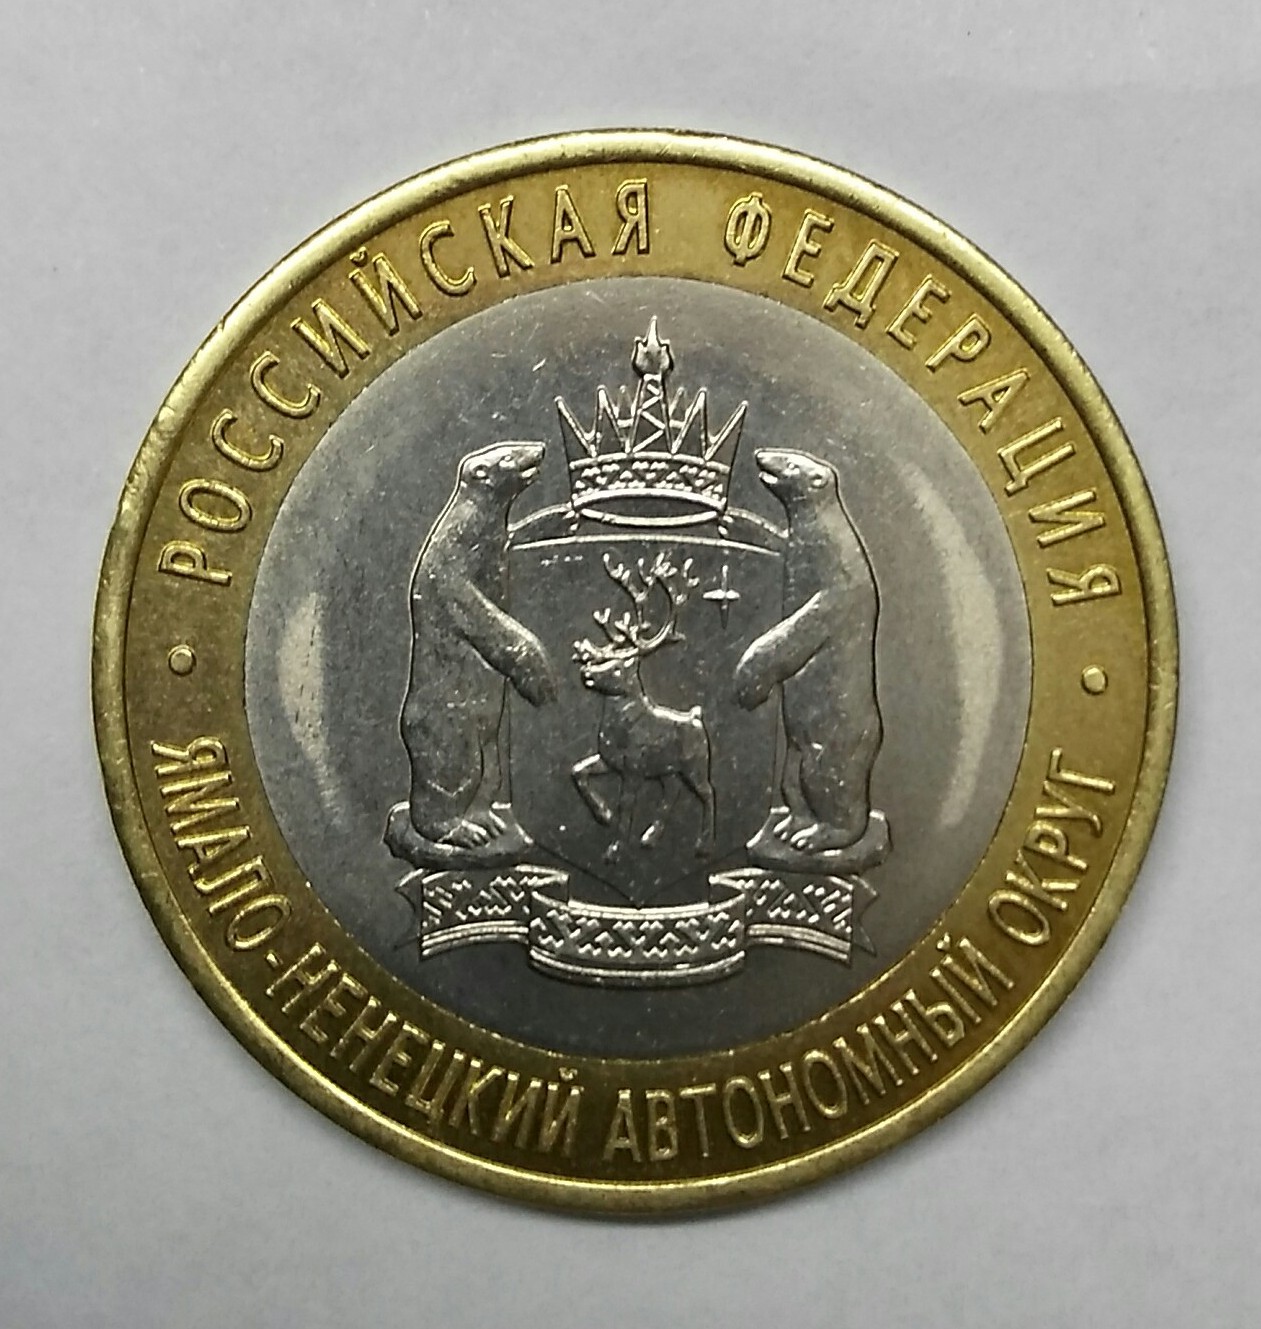 РОССИЙСКАЯ ФЕДЕРАЦИЯ
ЯМАЛО-НЕНЕЦКИЙ АВТОНОМНЫЙ ОКРУГ